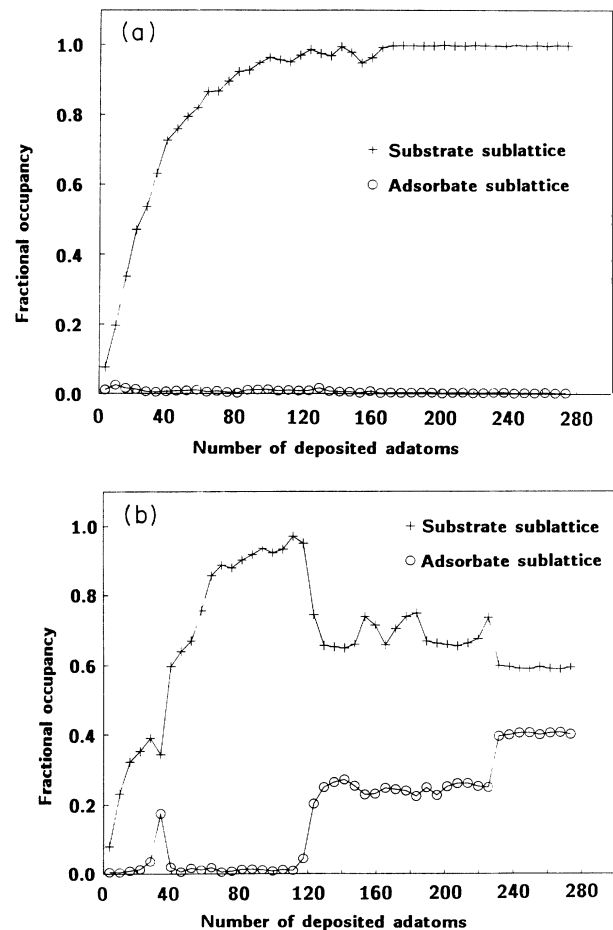 (a)
1.0
0.8
0.6
0.4
0.2
0.0
Fractional occupancy
+ Substrate sublattice
○ Adsorbate sublattice
0 40 80 120 160 200 240 280
Number of deposited adatoms
(b)
1.0
0.8
0.6
0.4
0.2
0.0
Fractional occupancy
+ Substrate sublattice
○ Adsorbate sublattice
0 40 80 120 160 200 240 280
Number of deposited adatoms